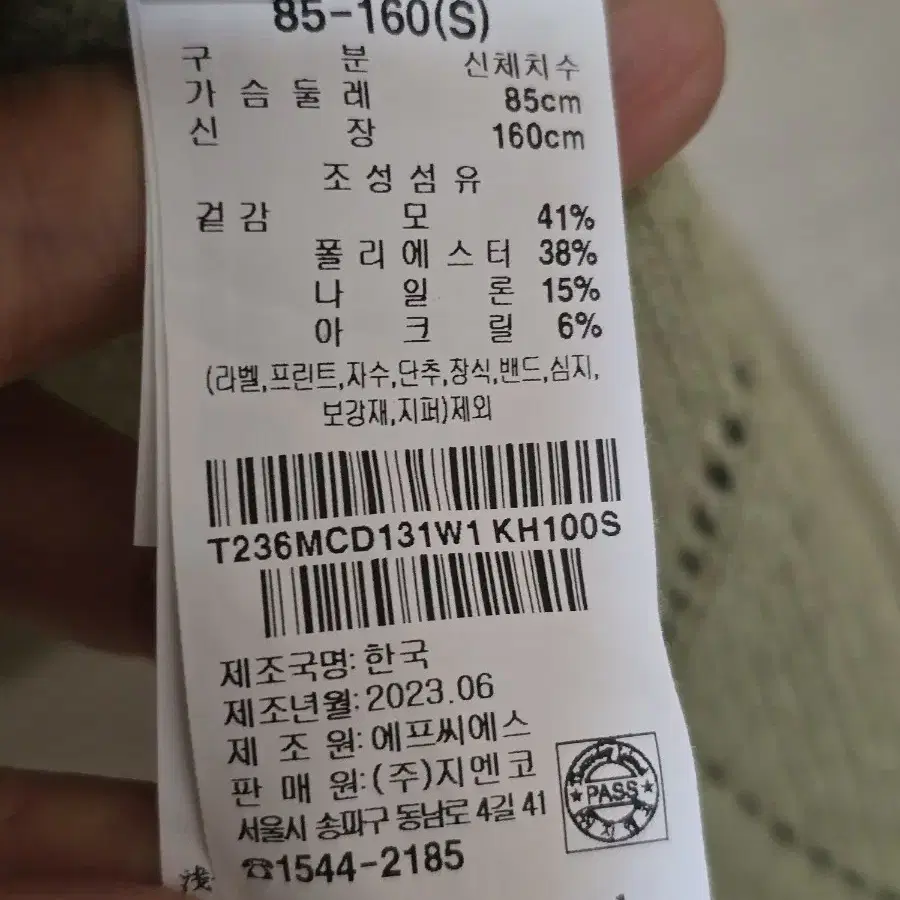 85-160(S)
구 분 신체치수
가 슴 둘 레 85cm
신 장 160cm
조 성 섬 유
겉감 모 41%
폴 리 에 스 터 38%
나 일 론 15%
아 크 릴 6%
(라벨,프린트,자수,단추,장식,밴드,심지,
보강재,지퍼)제외
T236MCD131W1 KH100S
제조국명:한국
제조년월:2023.06
제 조 원:에프씨에스
판 매 원:(주)지엔코
서울시 송파구 동남로 4길 41
☎1544-2185
PASS
浅